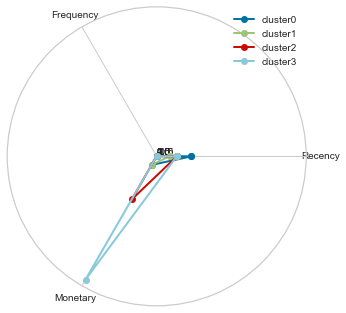 Frequency
cluster0
cluster1
cluster2
cluster3
Recency
Monetary